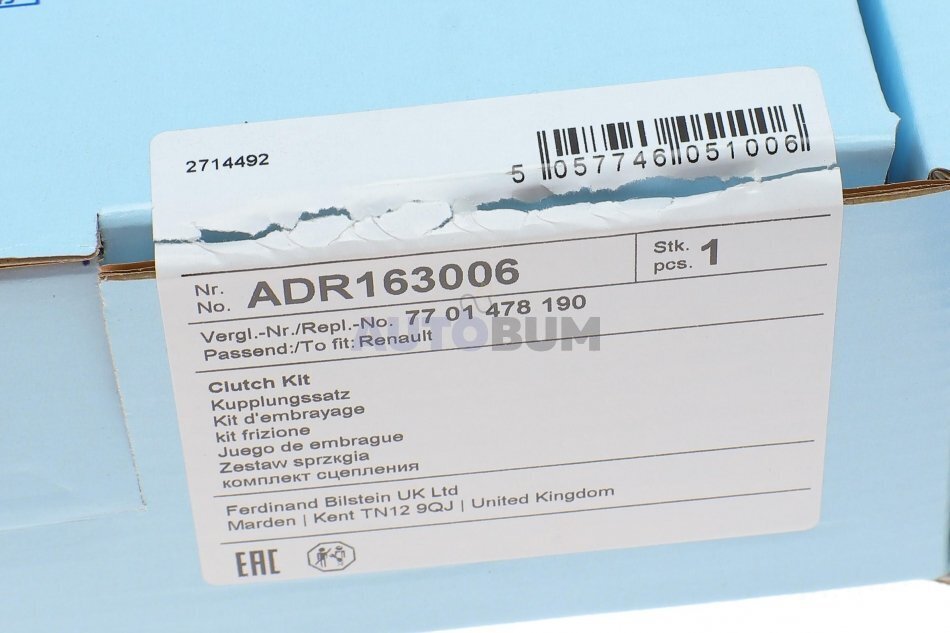 2714492
5 057746 051006
Nr.
No. ADR163006
Stk.
pcs. 1
Vergl.-Nr./Repl.-No. 77 01 478 190
Passend:/To fit: Renault
AUTOBUM
Clutch Kit
Kupplungssatz
Kit d'embrayage
kit frizione
Juego de embrague
Zestaw sprzкgia
комплект сцепления
Ferdinand Bilstein UK Ltd
Marden | Kent TN12 9QJ | United Kingdom
EAC